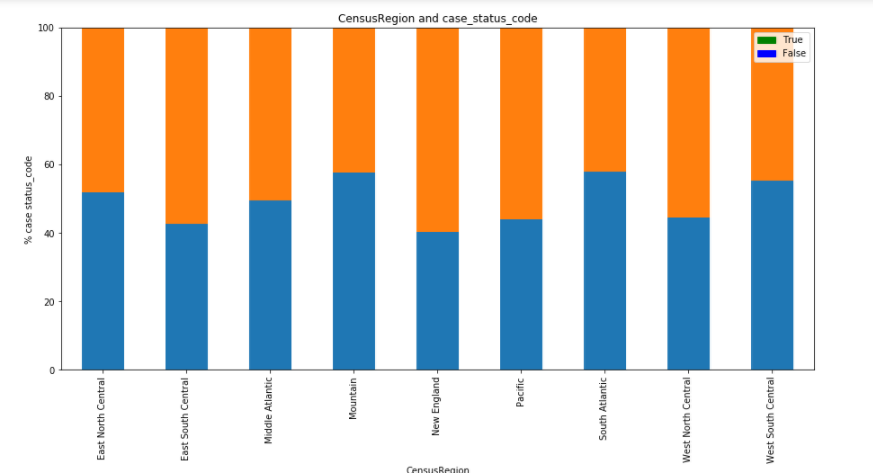 CensusRegion and case_status_code
True
False
% case status_code
100
80
60
40
20
0
East North Central
East South Central
Middle Atlantic
Mountain
New England
Pacific
South Atlantic
West North Central
West South Central
CensusRegion